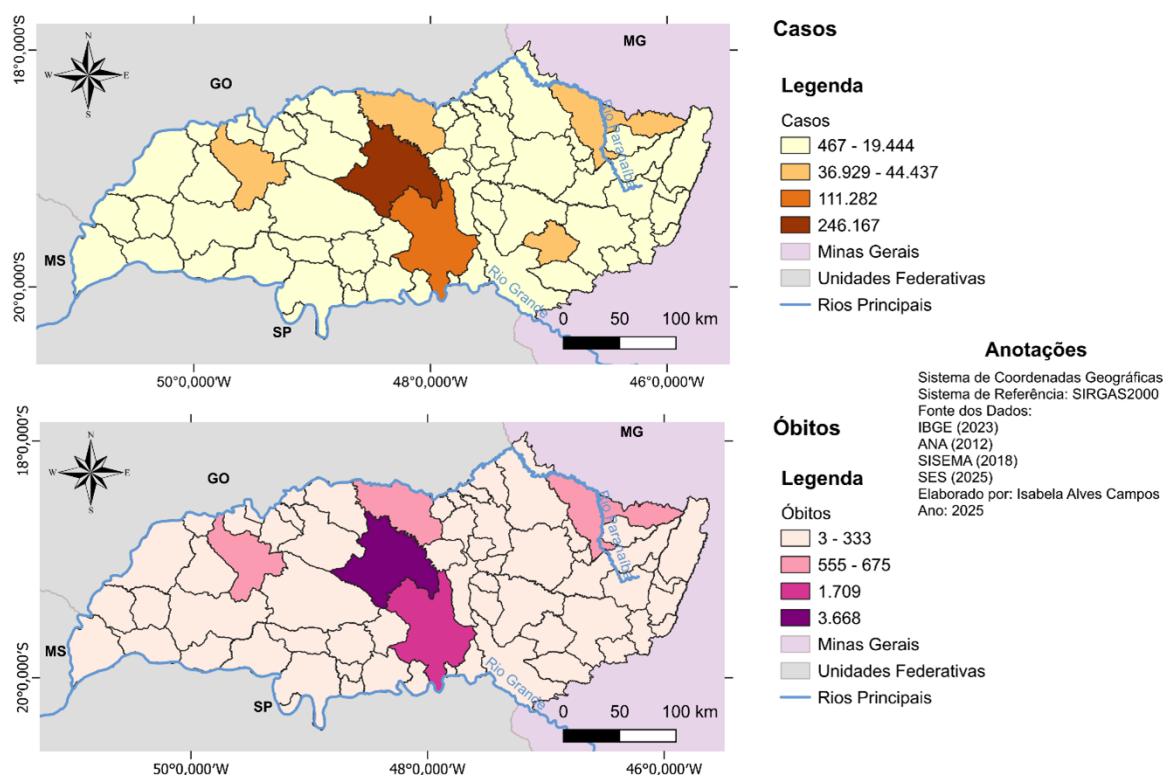 N
W
E
S
GO
MG
MS
SP
Rio Paranaíba
Rio Grande
0 50 100 km
18°0,000'S
20°0,000'S
50°0,000'W
48°0,000'W
46°0,000'W
Casos
Legenda
Casos
467 - 19.444
36.929 - 44.437
111.282
246.167
Minas Gerais
Unidades Federativas
Rios Principais
Anotações
Sistema de Coordenadas Geográficas
Sistema de Referência: SIRGAS2000
Fonte dos Dados:
IBGE (2023)
ANA (2012)
SISEMA (2018)
SES (2025)
Elaborado por: Isabela Alves Campos
Ano: 2025
N
W
E
S
GO
MG
MS
SP
Rio Paranaíba
Rio Grande
0 50 100 km
18°0,000'S
20°0,000'S
50°0,000'W
48°0,000'W
46°0,000'W
Óbitos
Legenda
Óbitos
3 - 333
555 - 675
1.709
3.668
Minas Gerais
Unidades Federativas
Rios Principais